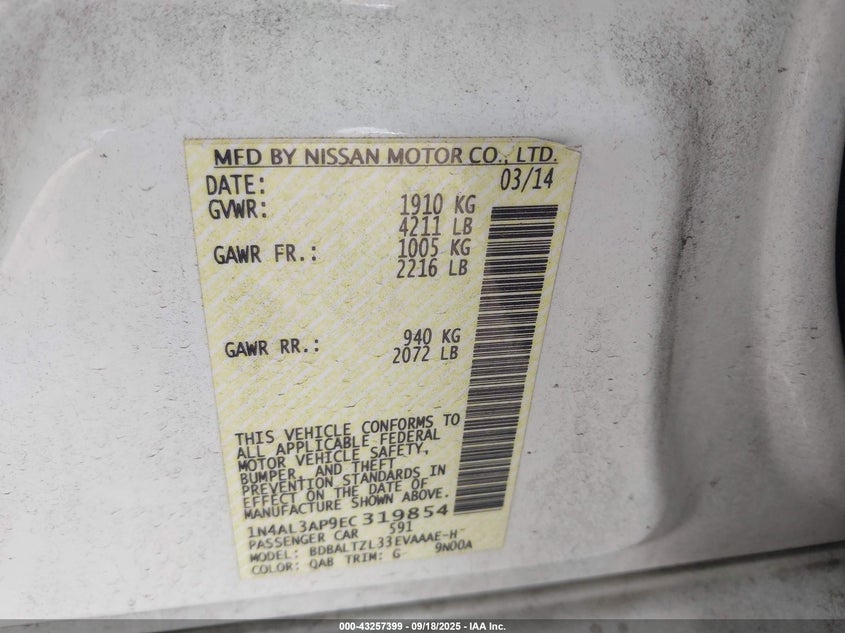 MFD BY NISSAN MOTOR CO., LTD.
DATE: 03/14
GVWR: 1910 KG
4211 LB
GAWR FR.: 1005 KG
2216 LB
GAWR RR.: 940 KG
2072 LB
THIS VEHICLE CONFORMS TO
ALL APPLICABLE FEDERAL
MOTOR VEHICLE SAFETY,
BUMPER, AND THEFT
PREVENTION STANDARDS IN
EFFECT ON THE DATE OF
MANUFACTURE SHOWN ABOVE.
1N4AL3AP9EC319854
PASSENGER CAR 591
MODEL: BDBALTZL33EVAAAE-H-
COLOR: QAB TRIM: G 9N00A
000-43257399 - 09/18/2025 - IAA Inc.